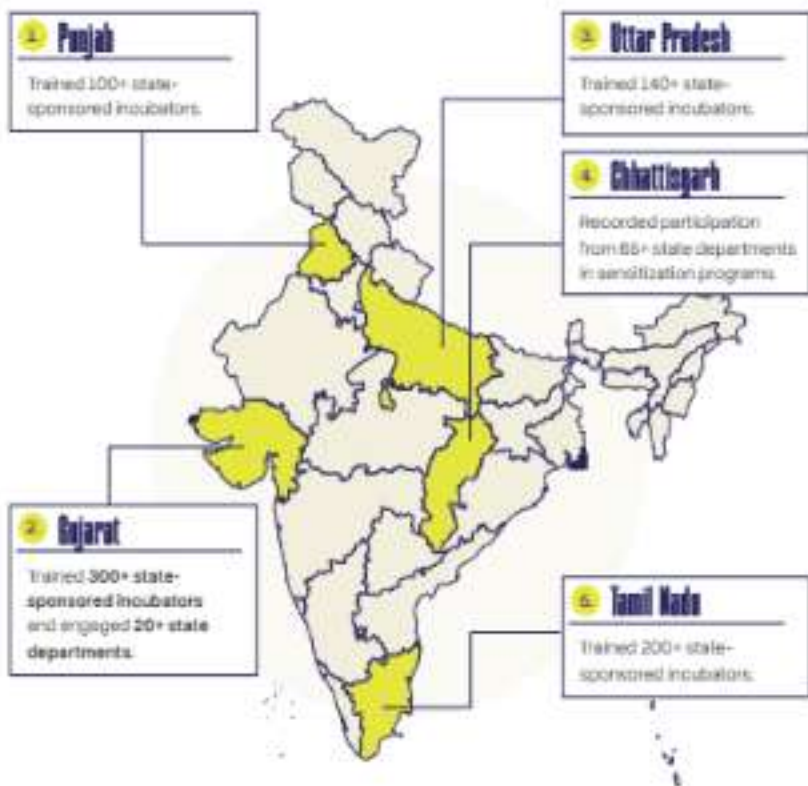 1. Punjab
Trained 100+ state-
sponsored incubators.
3. Uttar Pradesh
Trained 140+ state-
sponsored incubators.
4. Chhattisgarh
Recorded participation
from 66+ state departments
in sensitization programs.
2. Gujarat
Trained 300+ state-
sponsored incubators
and engaged 20+ state
departments.
5. Tamil Nadu
Trained 200+ state-
sponsored incubators.